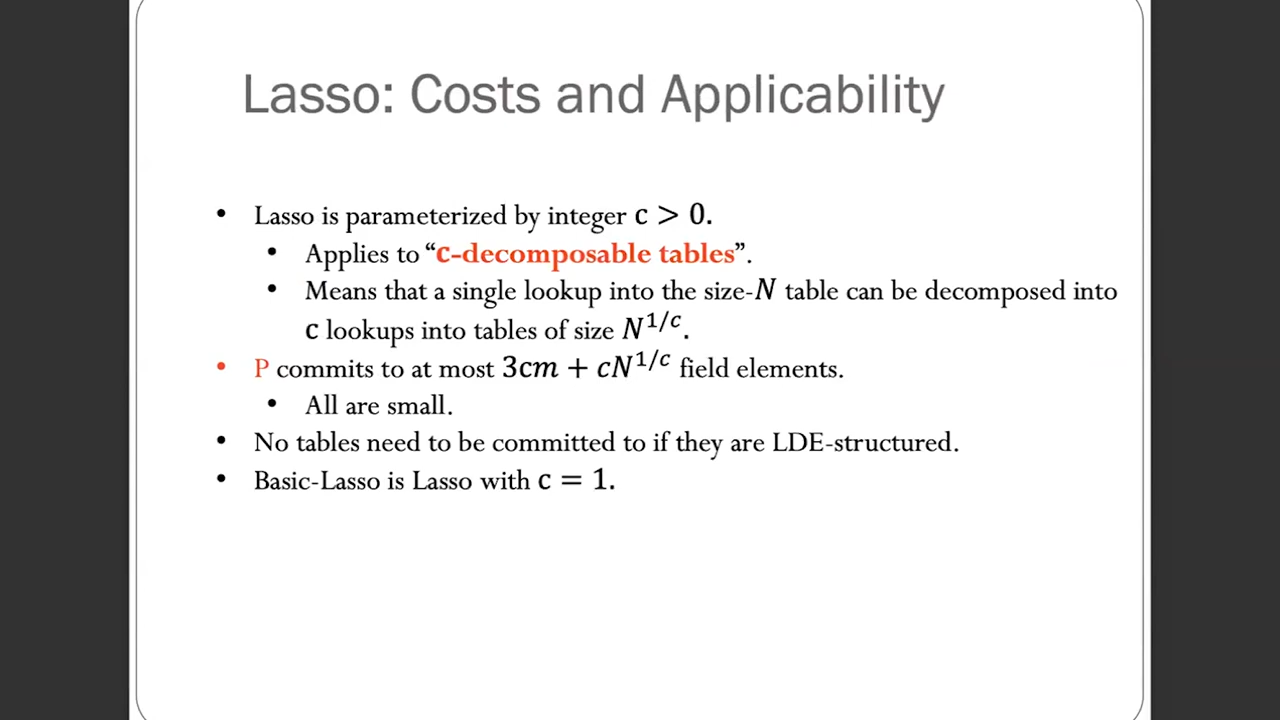 Lasso: Costs and Applicability
• Lasso is parameterized by integer c > 0.
• Applies to “c-decomposable tables”.
• Means that a single lookup into the size-N table can be decomposed into
c lookups into tables of size N^{1/c}.
• P commits to at most 3cm + cN^{1/c} field elements.
• All are small.
• No tables need to be committed to if they are LDE-structured.
• Basic-Lasso is Lasso with c = 1.